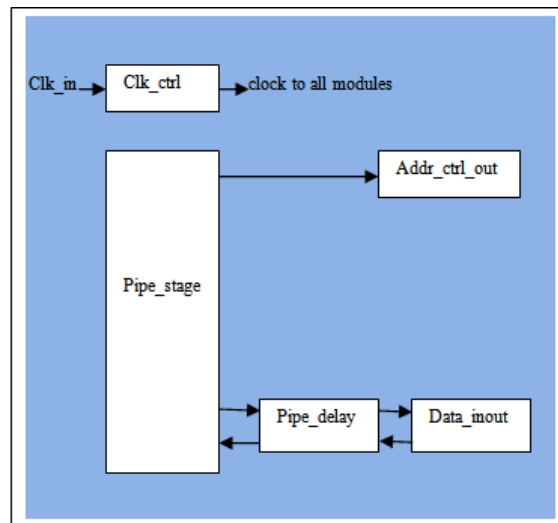 Clk_in
Clk_ctrl
clock to all modules
Addr_ctrl_out
Pipe_stage
Pipe_delay
Data_inout